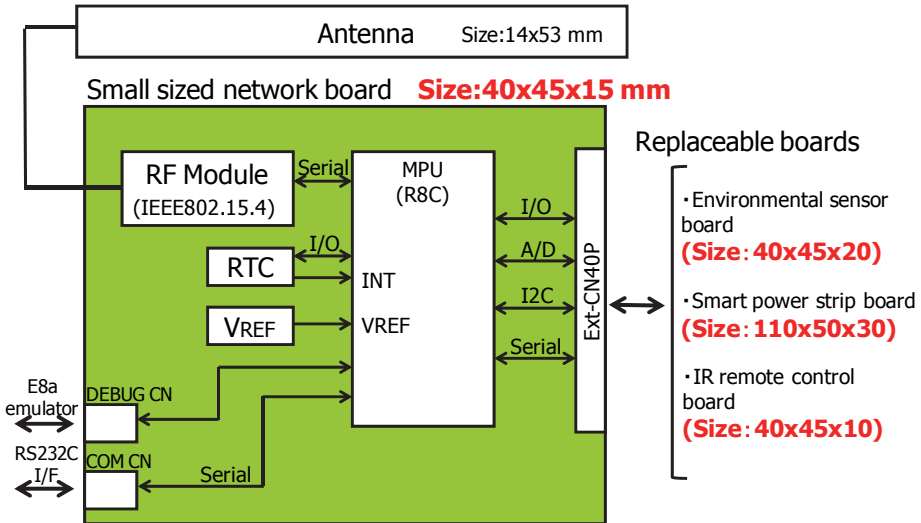 Antenna Size:14x53 mm
Small sized network board Size:40x45x15 mm
RF Module
(IEEE802.15.4)
Serial
MPU
(R8C)
I/O
RTC
INT
VREF
VREF
I/O
A/D
I2C
Serial
Ext-CN40P
E8a
emulator
DEBUG CN
RS232C
I/F
COM CN
Serial
Replaceable boards
・Environmental sensor
board
(Size: 40x45x20)
・Smart power strip board
(Size: 110x50x30)
・IR remote control
board
(Size: 40x45x10)